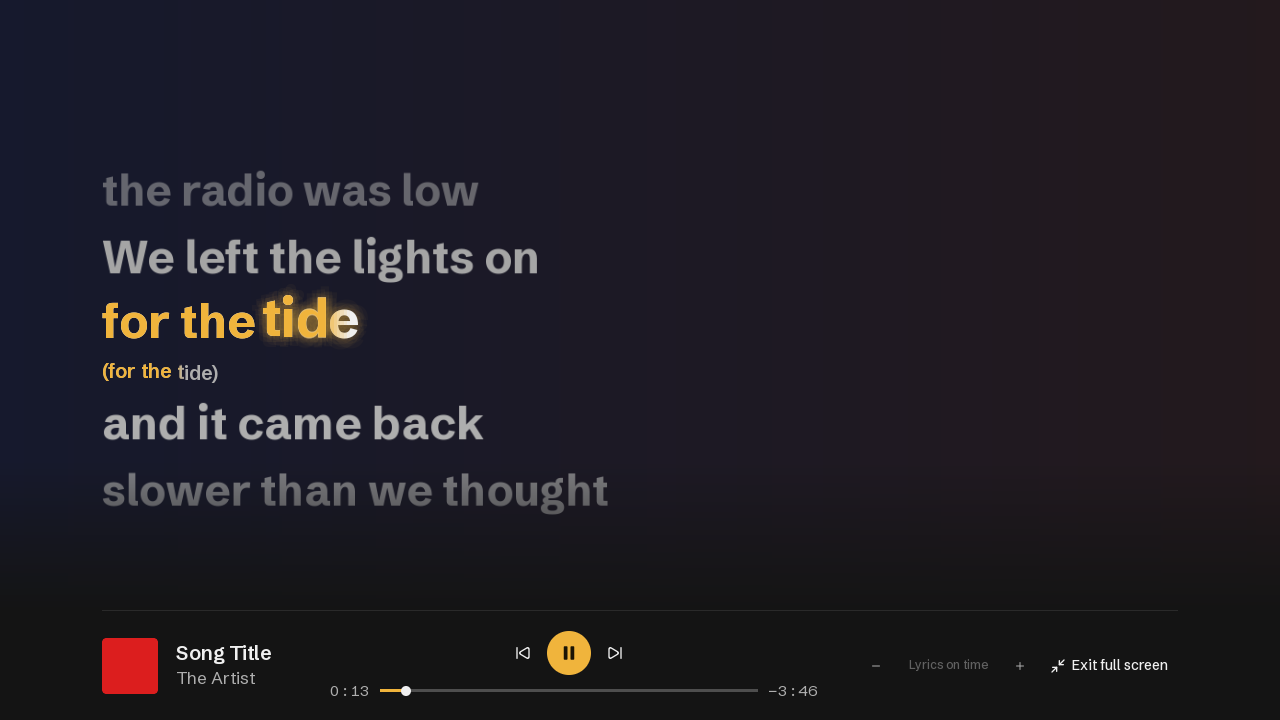 the radio was low
We left the lights on
for the tide
(for the tide)
and it came back
slower than we thought
Song Title
The Artist
0:13
−3:46
− Lyrics on time +
Exit full screen